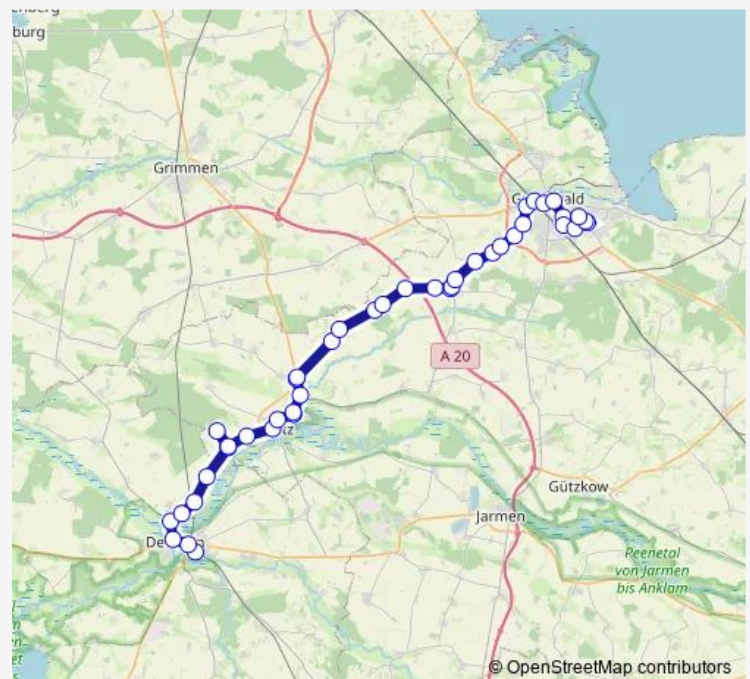 burg
Grimmen
A 20
Gützkow
Jarmen
Peenetal
von Jarmen
bis Anklam
© OpenStreetMap contributors